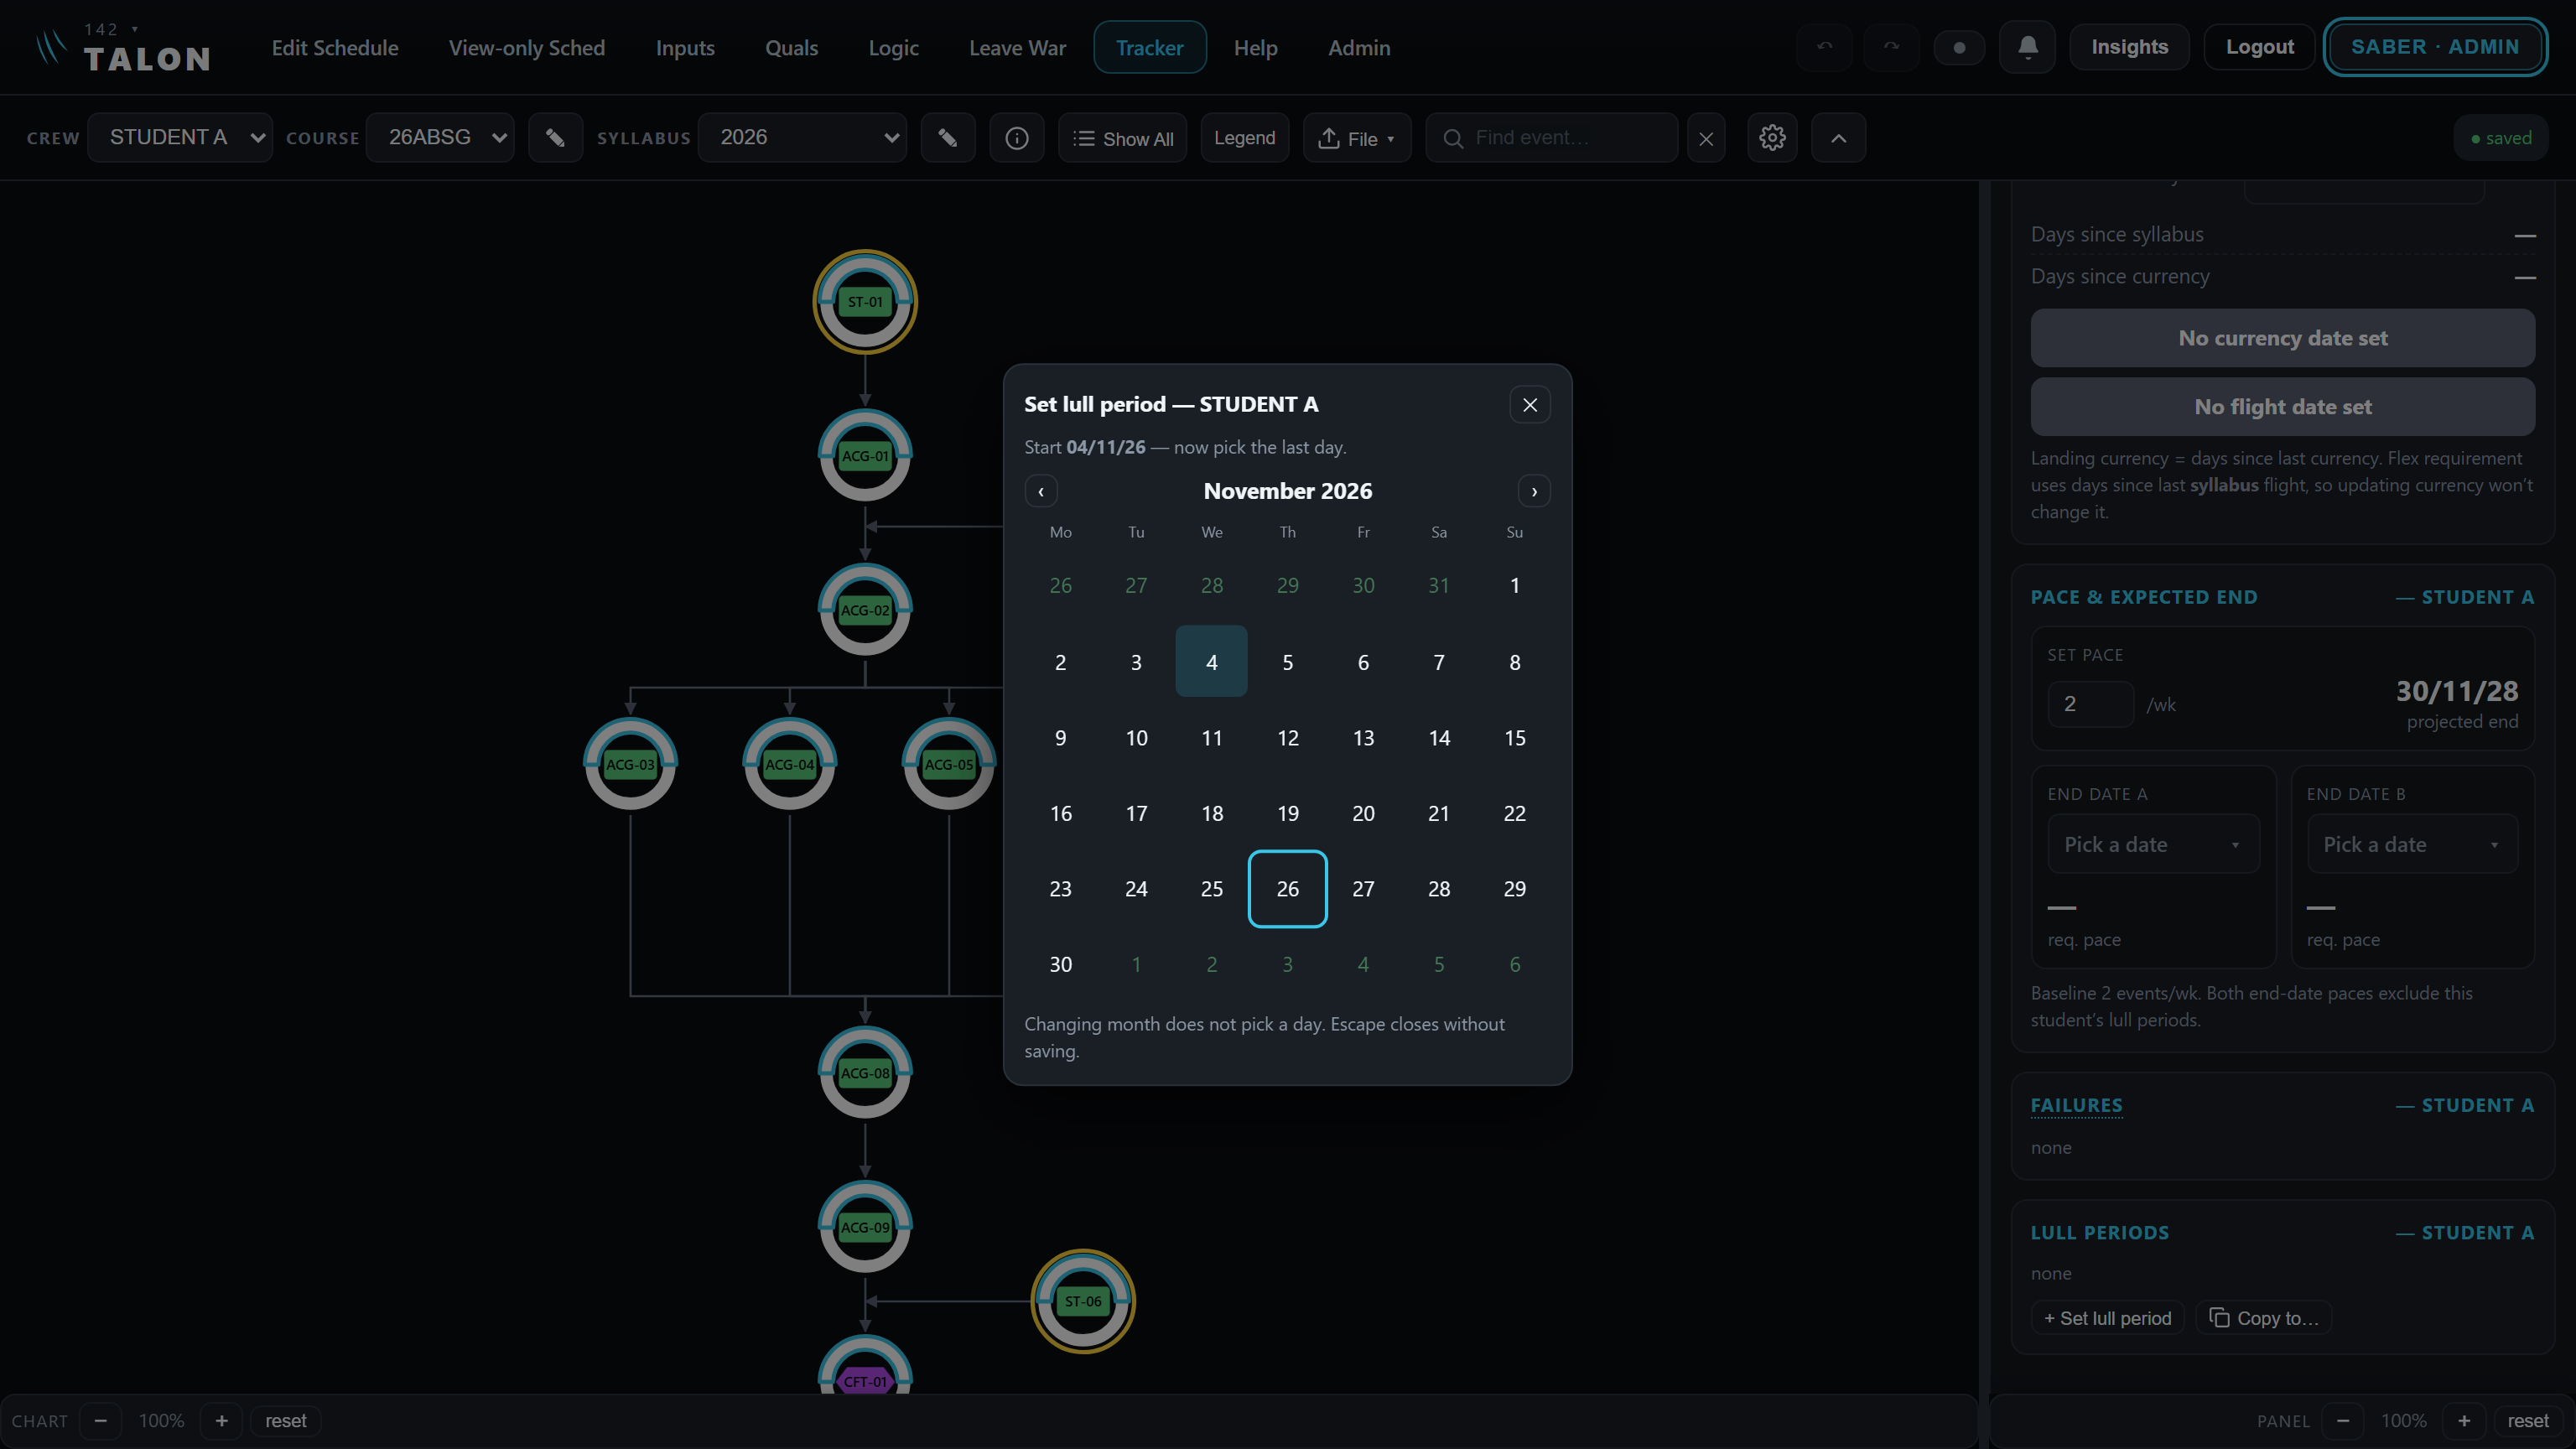 142 ▾
TALON
Edit Schedule
View-only Sched
Inputs
Quals
Logic
Leave War
Tracker
Help
Admin
Insights
Logout
SABER · ADMIN
CREW
STUDENT A
COURSE
26ABSG
SYLLABUS
2026
Show All
Legend
File ▾
Find event…
saved
ST-01
ACG-01
ACG-02
ACG-03
ACG-04
ACG-05
ACG-08
ACG-09
ST-06
CFT-01
Set lull period — STUDENT A
Start 04/11/26 — now pick the last day.
‹ November 2026 ›
Mo Tu We Th Fr Sa Su
26 27 28 29 30 31 1
2 3 4 5 6 7 8
9 10 11 12 13 14 15
16 17 18 19 20 21 22
23 24 25 26 27 28 29
30 1 2 3 4 5 6
Changing month does not pick a day. Escape closes without
saving.
Days since syllabus —
Days since currency —
No currency date set
No flight date set
Landing currency = days since last currency. Flex requirement
uses days since last syllabus flight, so updating currency won't
change it.
PACE & EXPECTED END — STUDENT A
SET PACE
2 /wk
30/11/28
projected end
END DATE A
Pick a date ▾
—
req. pace
END DATE B
Pick a date ▾
—
req. pace
Baseline 2 events/wk. Both end-date paces exclude this
student's lull periods.
FAILURES — STUDENT A
none
LULL PERIODS — STUDENT A
none
+ Set lull period
Copy to…
CHART − 100% + reset
PANEL − 100% + reset